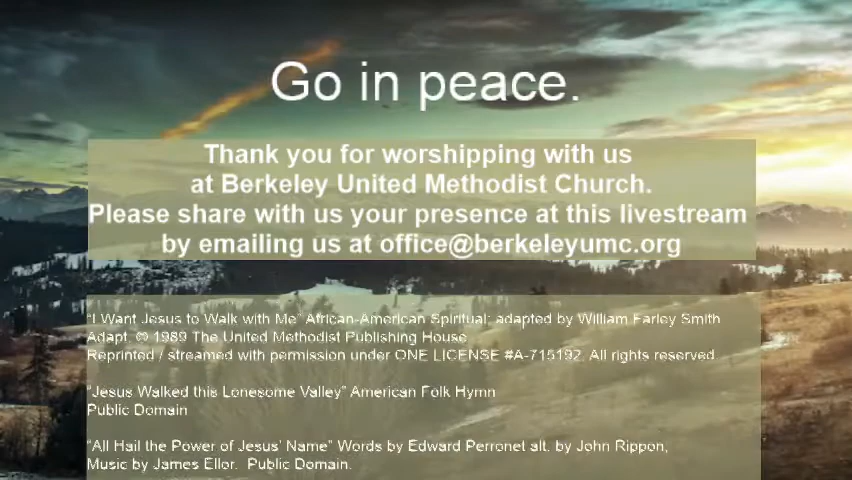 Go in peace.
Thank you for worshipping with us
at Berkeley United Methodist Church.
Please share with us your presence at this livestream
by emailing us at office@berkeleyumc.org
“I Want Jesus to Walk with Me” African-American Spiritual; adapted by William Farley Smith
Adapt. © 1989 The United Methodist Publishing House
Reprinted / streamed with permission under ONE LICENSE #A-715192. All rights reserved.
“Jesus Walked this Lonesome Valley” American Folk Hymn
Public Domain
“All Hail the Power of Jesus’ Name” Words by Edward Perronet alt. by John Rippon,
Music by James Ellor.  Public Domain.